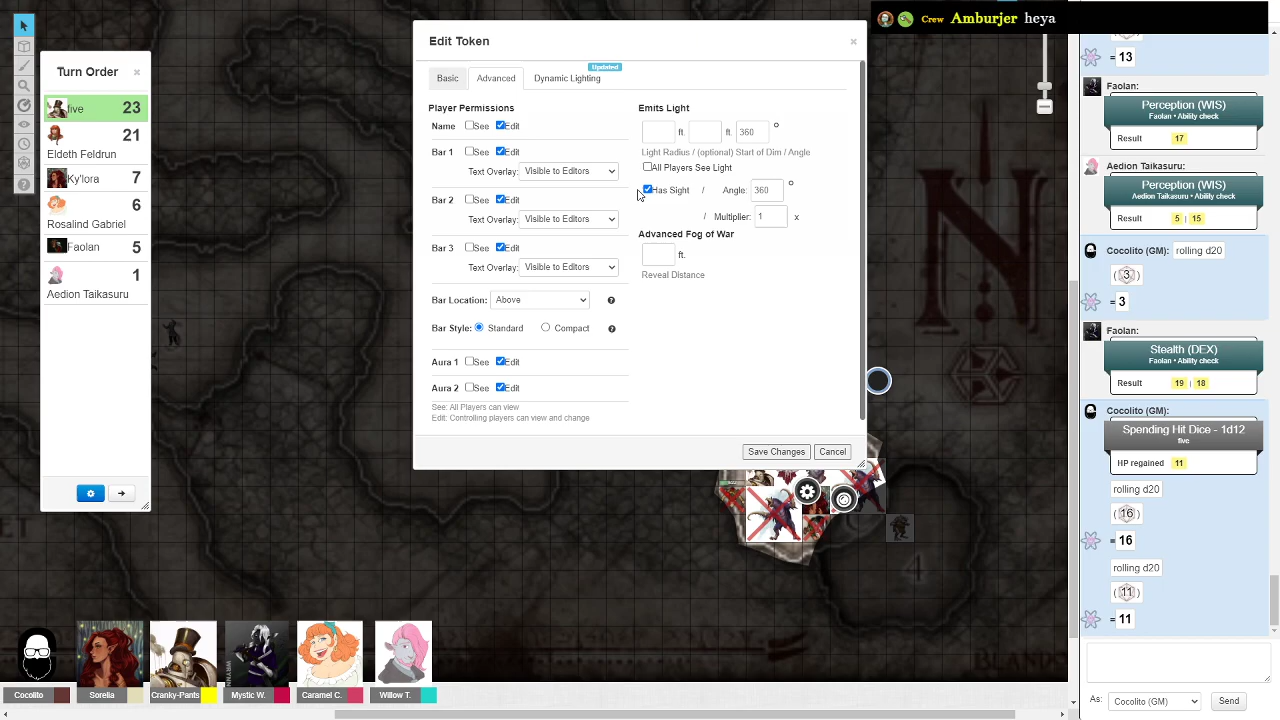 Crew Amburjer heya
Turn Order ×
five 23
21
Eldeth Feldrun
Ky'lora 7
6
Rosalind Gabriel
Faolan 5
1
Aedion Taikasuru
Edit Token ×
Updated
Basic Advanced Dynamic Lighting
Player Permissions
Name See Edit
Bar 1 See Edit
Text Overlay: Visible to Editors
Bar 2 See Edit
Text Overlay: Visible to Editors
Bar 3 See Edit
Text Overlay: Visible to Editors
Bar Location: Above
Bar Style: Standard Compact
Aura 1 See Edit
Aura 2 See Edit
See: All Players can view
Edit: Controlling players can view and change
Emits Light
ft. ft. 360 °
Light Radius / (optional) Start of Dim / Angle
All Players See Light
Has Sight / Angle: 360 °
/ Multiplier: 1 x
Advanced Fog of War
ft.
Reveal Distance
Save Changes Cancel
= 13
Faolan:
Perception (WIS)
Faolan • Ability check
Result 17
Aedion Taikasuru:
Perception (WIS)
Aedion Taikasuru • Ability check
Result 5 | 15
Cocolito (GM): rolling d20
(3)
= 3
Faolan:
Stealth (DEX)
Faolan • Ability check
Result 19 | 18
Cocolito (GM):
Spending Hit Dice - 1d12
five
HP regained 11
rolling d20
(16)
= 16
rolling d20
(11)
= 11
As: Cocolito (GM) Send
Cocolito Sorelia Cranky-Pants Mystic W. Caramel C. Willow T.